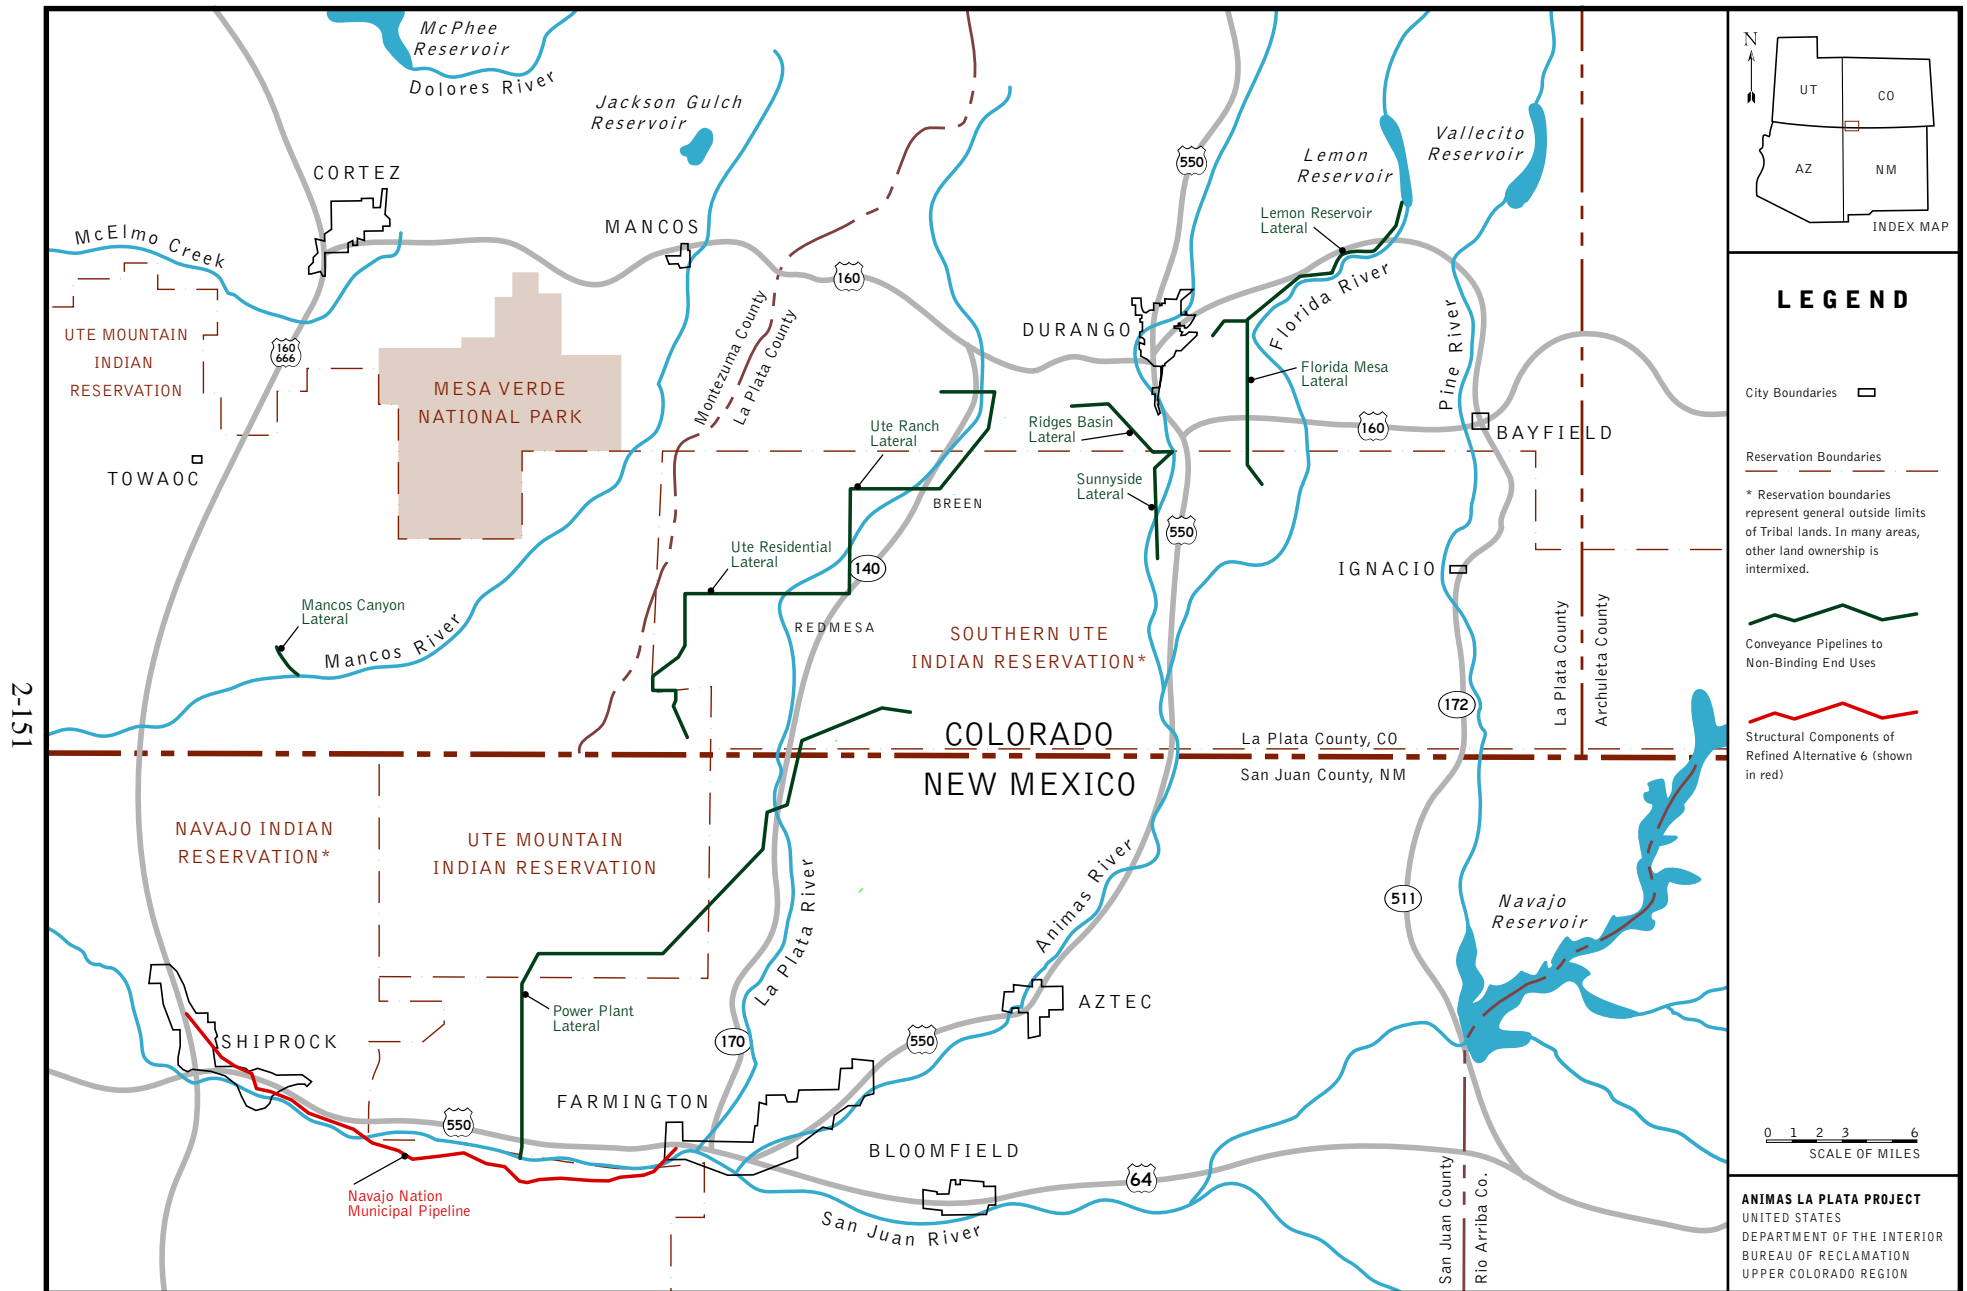 McPhee
Reservoir
Dolores River
Jackson Gulch
Reservoir
CORTEZ
McElmo Creek
MANCOS
550
160
Lemon
Reservoir
Vallecito
Reservoir
Lemon Reservoir
Lateral
Florida River
DURANGO
Pine River
UTE MOUNTAIN
INDIAN
RESERVATION
160
666
MESA VERDE
NATIONAL PARK
Montezuma County
La Plata County
Florida Mesa
Lateral
Ute Ranch
Lateral
Ridges Basin
Lateral
160
BAYFIELD
TOWAOC
Sunnyside
Lateral
BREEN
550
Ute Residential
Lateral
140
IGNACIO
Mancos Canyon
Lateral
Mancos River
REDMESA
SOUTHERN UTE
INDIAN RESERVATION*
La Plata County
Archuleta County
172
2-151
COLORADO
La Plata County, CO
NEW MEXICO
San Juan County, NM
NAVAJO INDIAN
RESERVATION*
UTE MOUNTAIN
INDIAN RESERVATION
La Plata River
Animas River
511
Navajo
Reservoir
AZTEC
Power Plant
Lateral
SHIPROCK
170
550
FARMINGTON
550
BLOOMFIELD
64
Navajo Nation
Municipal Pipeline
San Juan River
San Juan County
Rio Arriba Co.
N
UT
CO
AZ
NM
INDEX MAP
LEGEND
City Boundaries
Reservation Boundaries
* Reservation boundaries
represent general outside limits
of Tribal lands. In many areas,
other land ownership is
intermixed.
Conveyance Pipelines to
Non-Binding End Uses
Structural Components of
Refined Alternative 6 (shown
in red)
0 1 2 3 6
SCALE OF MILES
ANIMAS LA PLATA PROJECT
UNITED STATES
DEPARTMENT OF THE INTERIOR
BUREAU OF RECLAMATION
UPPER COLORADO REGION